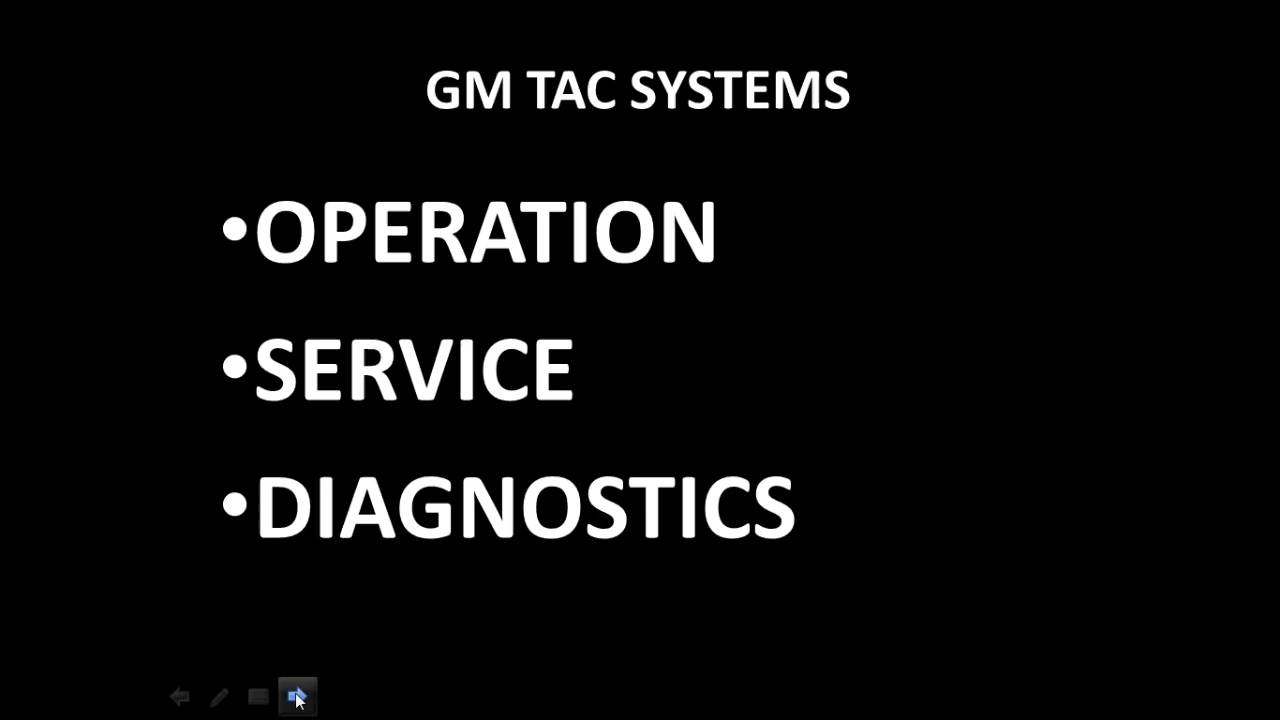 GM TAC SYSTEMS
•OPERATION
•SERVICE
•DIAGNOSTICS